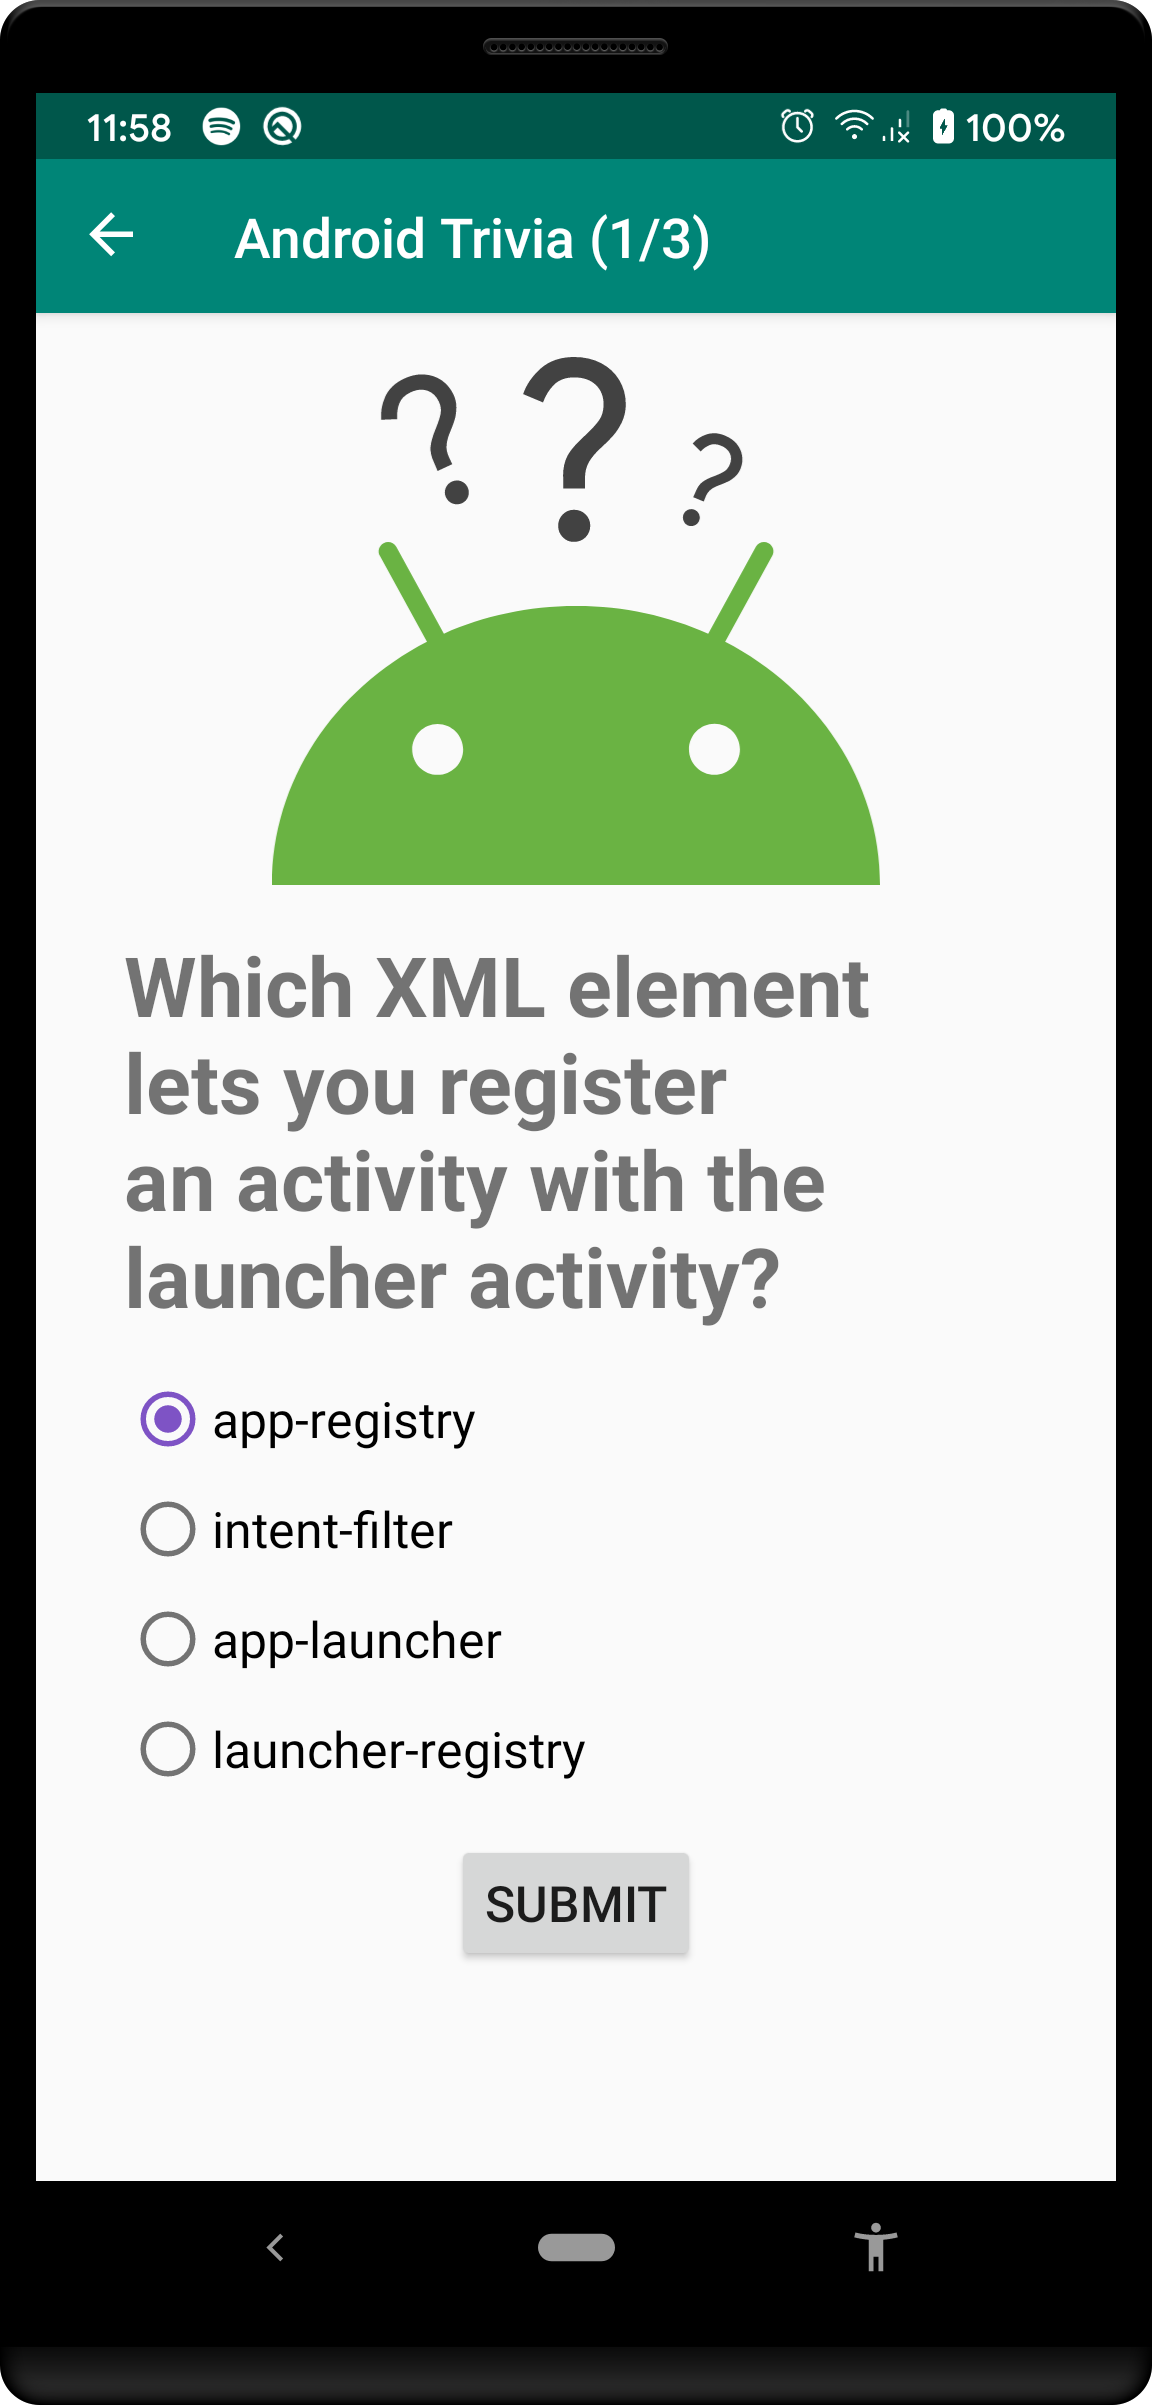 11:58 100%
Android Trivia (1/3)
? ? ?
Which XML element
lets you register
an activity with the
launcher activity?
app-registry
intent-filter
app-launcher
launcher-registry
SUBMIT